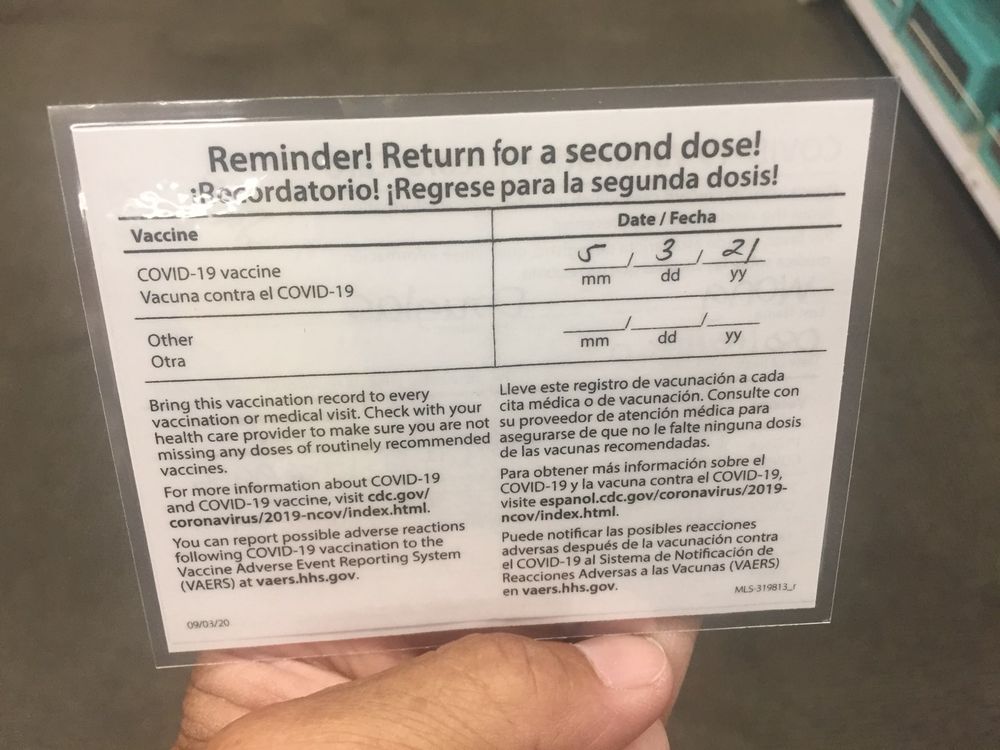 Reminder! Return for a second dose!
¡Recordatorio! ¡Regrese para la segunda dosis!
Vaccine
Date / Fecha
COVID-19 vaccine
Vacuna contra el COVID-19
5 / 3 / 21
mm dd yy
Other
Otra
/ /
mm dd yy
Bring this vaccination record to every
vaccination or medical visit. Check with your
health care provider to make sure you are not
missing any doses of routinely recommended
vaccines.
For more information about COVID-19
and COVID-19 vaccine, visit cdc.gov/
coronavirus/2019-ncov/index.html.
You can report possible adverse reactions
following COVID-19 vaccination to the
Vaccine Adverse Event Reporting System
(VAERS) at vaers.hhs.gov.
09/03/20
Lleve este registro de vacunación a cada
cita médica o de vacunación. Consulte con
su proveedor de atención médica para
asegurarse de que no le falte ninguna dosis
de las vacunas recomendadas.
Para obtener más información sobre el
COVID-19 y la vacuna contra el COVID-19,
visite espanol.cdc.gov/coronavirus/2019-
ncov/index.html.
Puede notificar las posibles reacciones
adversas después de la vacunación contra
el COVID-19 al Sistema de Notificación de
Reacciones Adversas a las Vacunas (VAERS)
en vaers.hhs.gov.
MLS-319813_r